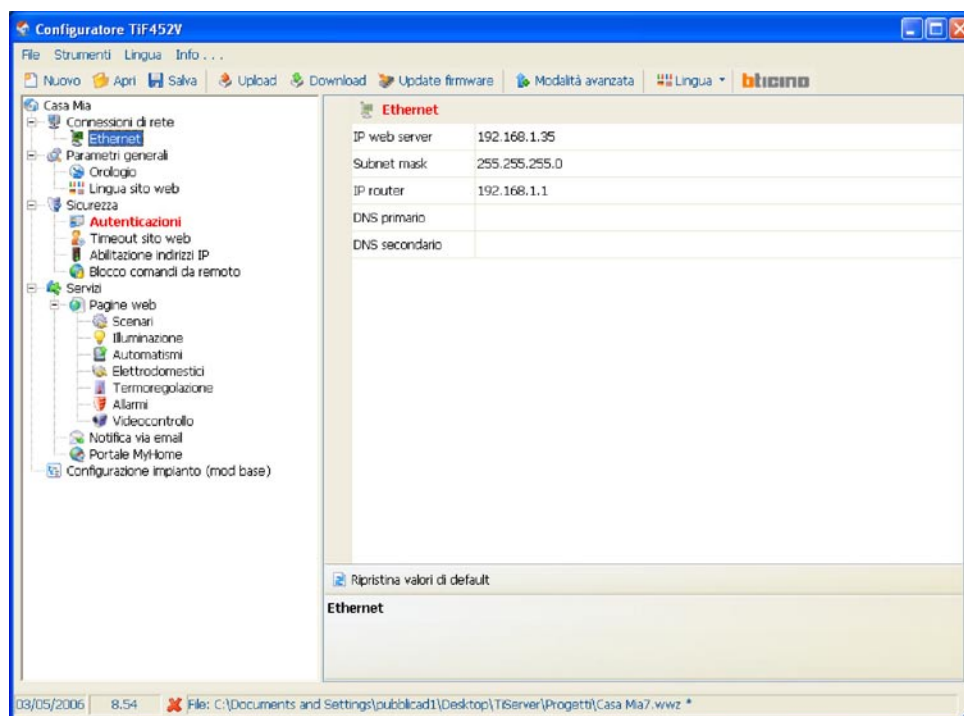 Configuratore TiF452V
File Strumenti Lingua Info . . .
Nuovo Apri Salva Upload Download Update firmware Modalità avanzata Lingua bticino
Casa Mia
Connessioni di rete
Ethernet
Parametri generali
Orologio
Lingua sito web
Sicurezza
Autenticazioni
Timeout sito web
Abilitazione indirizzi IP
Blocco comandi da remoto
Servizi
Pagine web
Scenari
Illuminazione
Automatismi
Elettrodomestici
Termoregolazione
Allarmi
Videocontrollo
Notifica via email
Portale MyHome
Configurazione impianto (mod base)
Ethernet
IP web server 192.168.1.35
Subnet mask 255.255.255.0
IP router 192.168.1.1
DNS primario
DNS secondario
Ripristina valori di default
Ethernet
03/05/2006 8.54 File: C:\Documents and Settings\pubblicad1\Desktop\TiServer\Progetti\Casa Mia7.wwz *